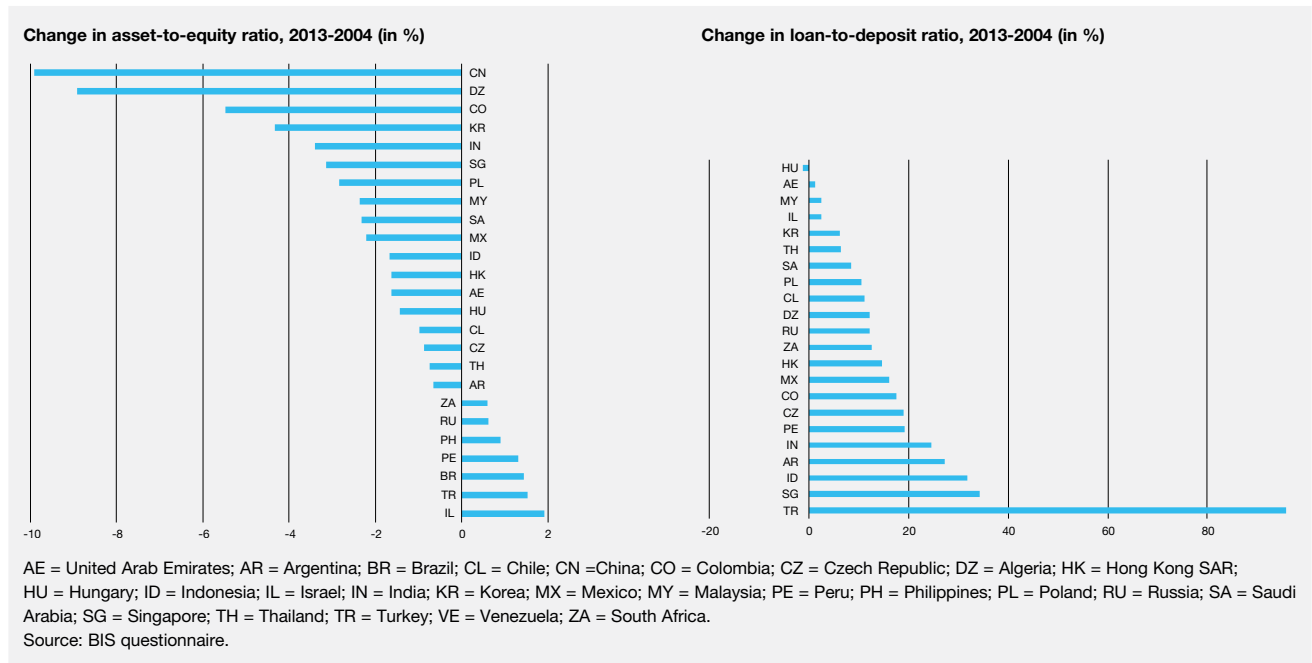 Change in asset-to-equity ratio, 2013-2004 (in %)
CN
DZ
CO
KR
IN
SG
PL
MY
SA
MX
ID
HK
AE
HU
CL
CZ
TH
AR
ZA
RU
PH
PE
BR
TR
IL
-10 -8 -6 -4 -2 0 2
Change in loan-to-deposit ratio, 2013-2004 (in %)
HU
AE
MY
IL
KR
TH
SA
PL
CL
DZ
RU
ZA
HK
MX
CO
CZ
PE
IN
AR
ID
SG
TR
-20 0 20 40 60 80
AE = United Arab Emirates; AR = Argentina; BR = Brazil; CL = Chile; CN =China; CO = Colombia; CZ = Czech Republic; DZ = Algeria; HK = Hong Kong SAR;
HU = Hungary; ID = Indonesia; IL = Israel; IN = India; KR = Korea; MX = Mexico; MY = Malaysia; PE = Peru; PH = Philippines; PL = Poland; RU = Russia; SA = Saudi
Arabia; SG = Singapore; TH = Thailand; TR = Turkey; VE = Venezuela; ZA = South Africa.
Source: BIS questionnaire.